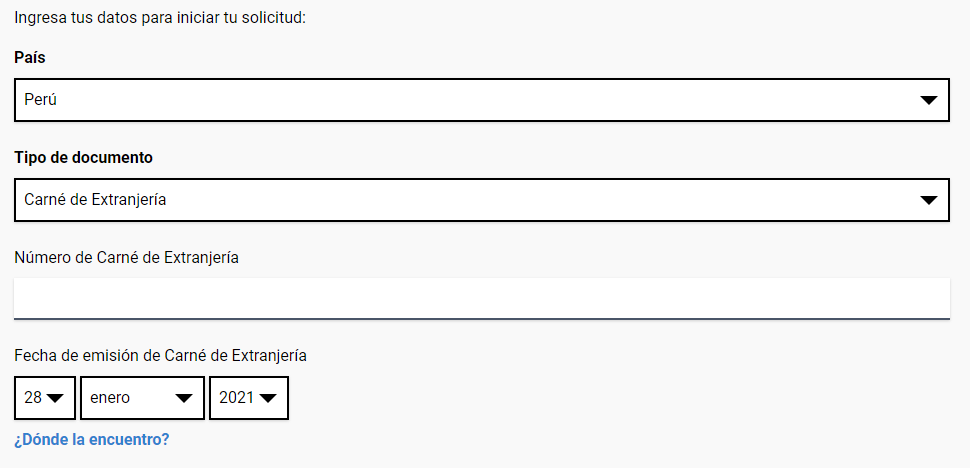 Ingresa tus datos para iniciar tu solicitud:
País
Perú
Tipo de documento
Carné de Extranjería
Número de Carné de Extranjería
Fecha de emisión de Carné de Extranjería
28 enero 2021
¿Dónde la encuentro?